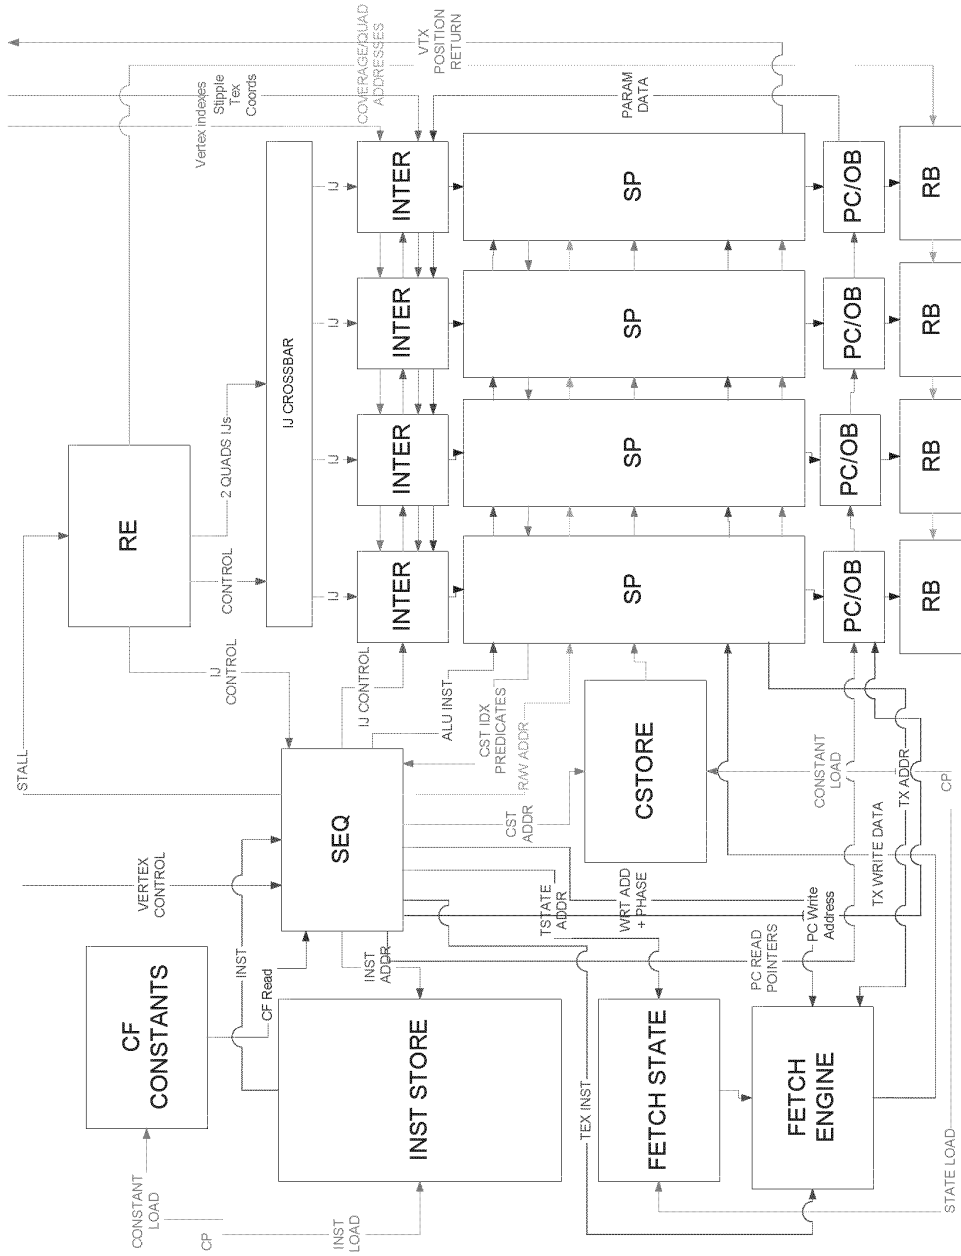 CONSTANT
LOAD
CP
INST
LOAD
CF
CONSTANTS
INST STORE
CF Read
INST
VERTEX
CONTROL
STALL
INST
ADDR
SEQ
IJ
CONTROL
RE
CONTROL
2 QUADS IJs
IJ CROSSBAR
Vertex indexes
Stipple
Tex
Coords
COVERAGE/QUAD
ADDRESSES
VTX
POSITION
RETURN
IJ
IJ
IJ
IJ
IJ CONTROL
INTER
INTER
INTER
INTER
ALU INST
CST IDX
PREDICATES
R/W ADDR
CST
ADDR
TSTATE
ADDR
WRT ADD
+ PHASE
SP
SP
SP
SP
CSTORE
PARAM
DATA
TEX INST
FETCH STATE
PC READ
POINTERS
PC Write
Address
FETCH
ENGINE
CONSTANT
LOAD
TX WRITE DATA
TX ADDR
PC/OB
PC/OB
PC/OB
PC/OB
RB
RB
RB
RB
STATE LOAD
CP